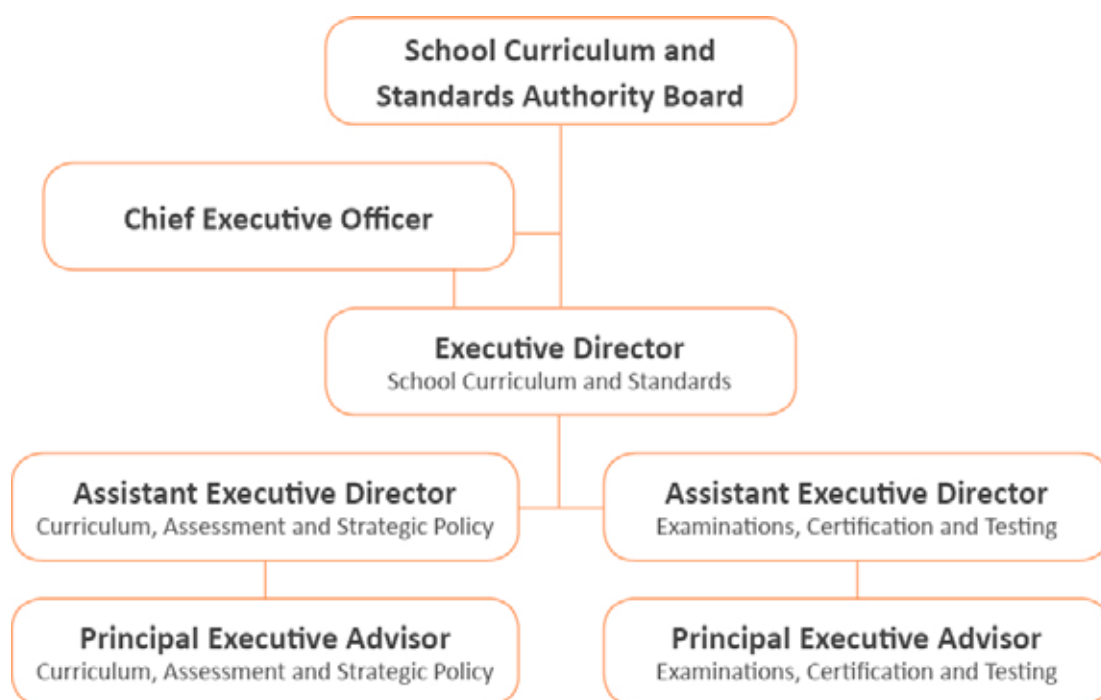 School Curriculum and
Standards Authority Board
Chief Executive Officer
Executive Director
School Curriculum and Standards
Assistant Executive Director
Curriculum, Assessment and Strategic Policy
Assistant Executive Director
Examinations, Certification and Testing
Principal Executive Advisor
Curriculum, Assessment and Strategic Policy
Principal Executive Advisor
Examinations, Certification and Testing